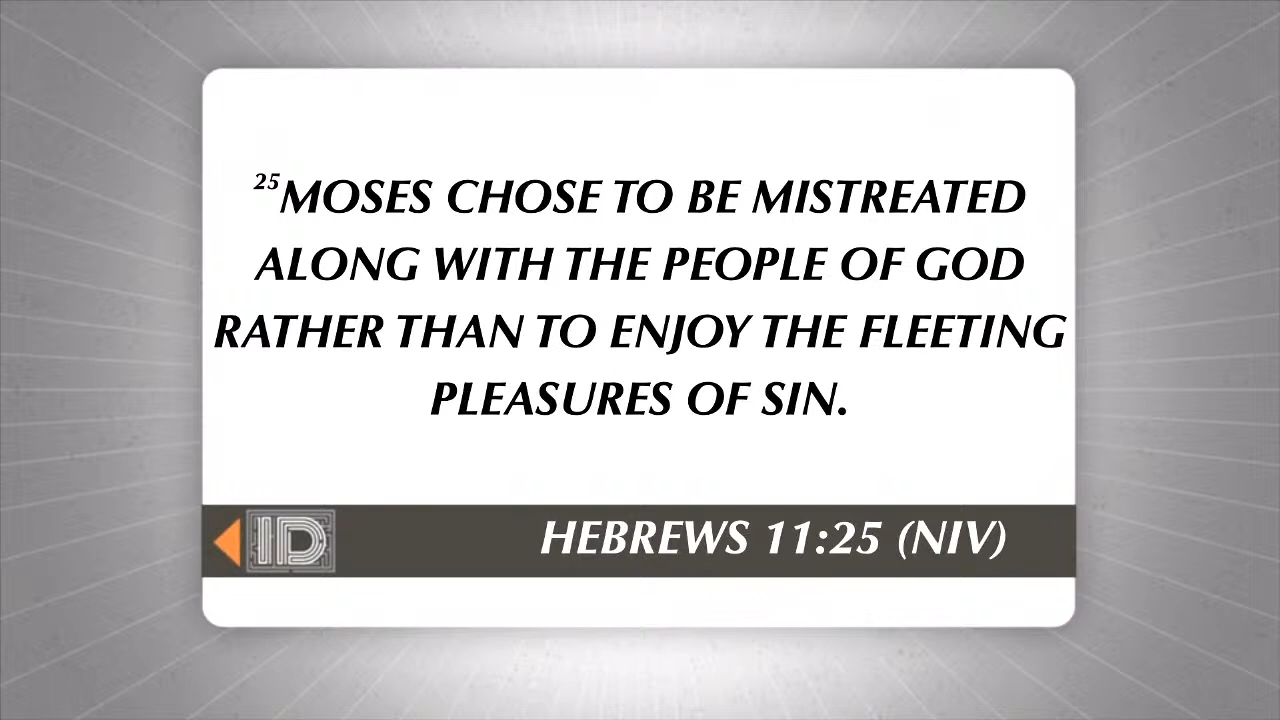 25MOSES CHOSE TO BE MISTREATED
ALONG WITH THE PEOPLE OF GOD
RATHER THAN TO ENJOY THE FLEETING
PLEASURES OF SIN.
ID
HEBREWS 11:25 (NIV)